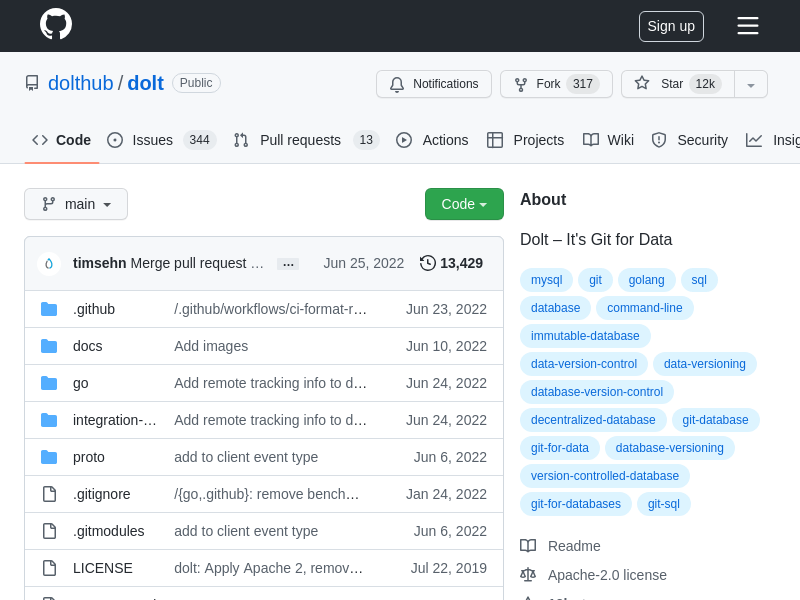 Sign up
dolthub / dolt Public
Notifications
Fork 317
Star 12k
Code
Issues 344
Pull requests 13
Actions
Projects
Wiki
Security
main
Code
timsehn Merge pull request … ... Jun 25, 2022 13,429
.github /.github/workflows/ci-format-r… Jun 23, 2022
docs Add images Jun 10, 2022
go Add remote tracking info to d… Jun 24, 2022
integration-… Add remote tracking info to d… Jun 24, 2022
proto add to client event type Jun 6, 2022
.gitignore /{go,.github}: remove bench… Jan 24, 2022
.gitmodules add to client event type Jun 6, 2022
LICENSE dolt: Apply Apache 2, remov… Jul 22, 2019
About
Dolt – It's Git for Data
mysql git golang sql
database command-line
immutable-database
data-version-control data-versioning
database-version-control
decentralized-database git-database
git-for-data database-versioning
version-controlled-database
git-for-databases git-sql
Readme
Apache-2.0 license